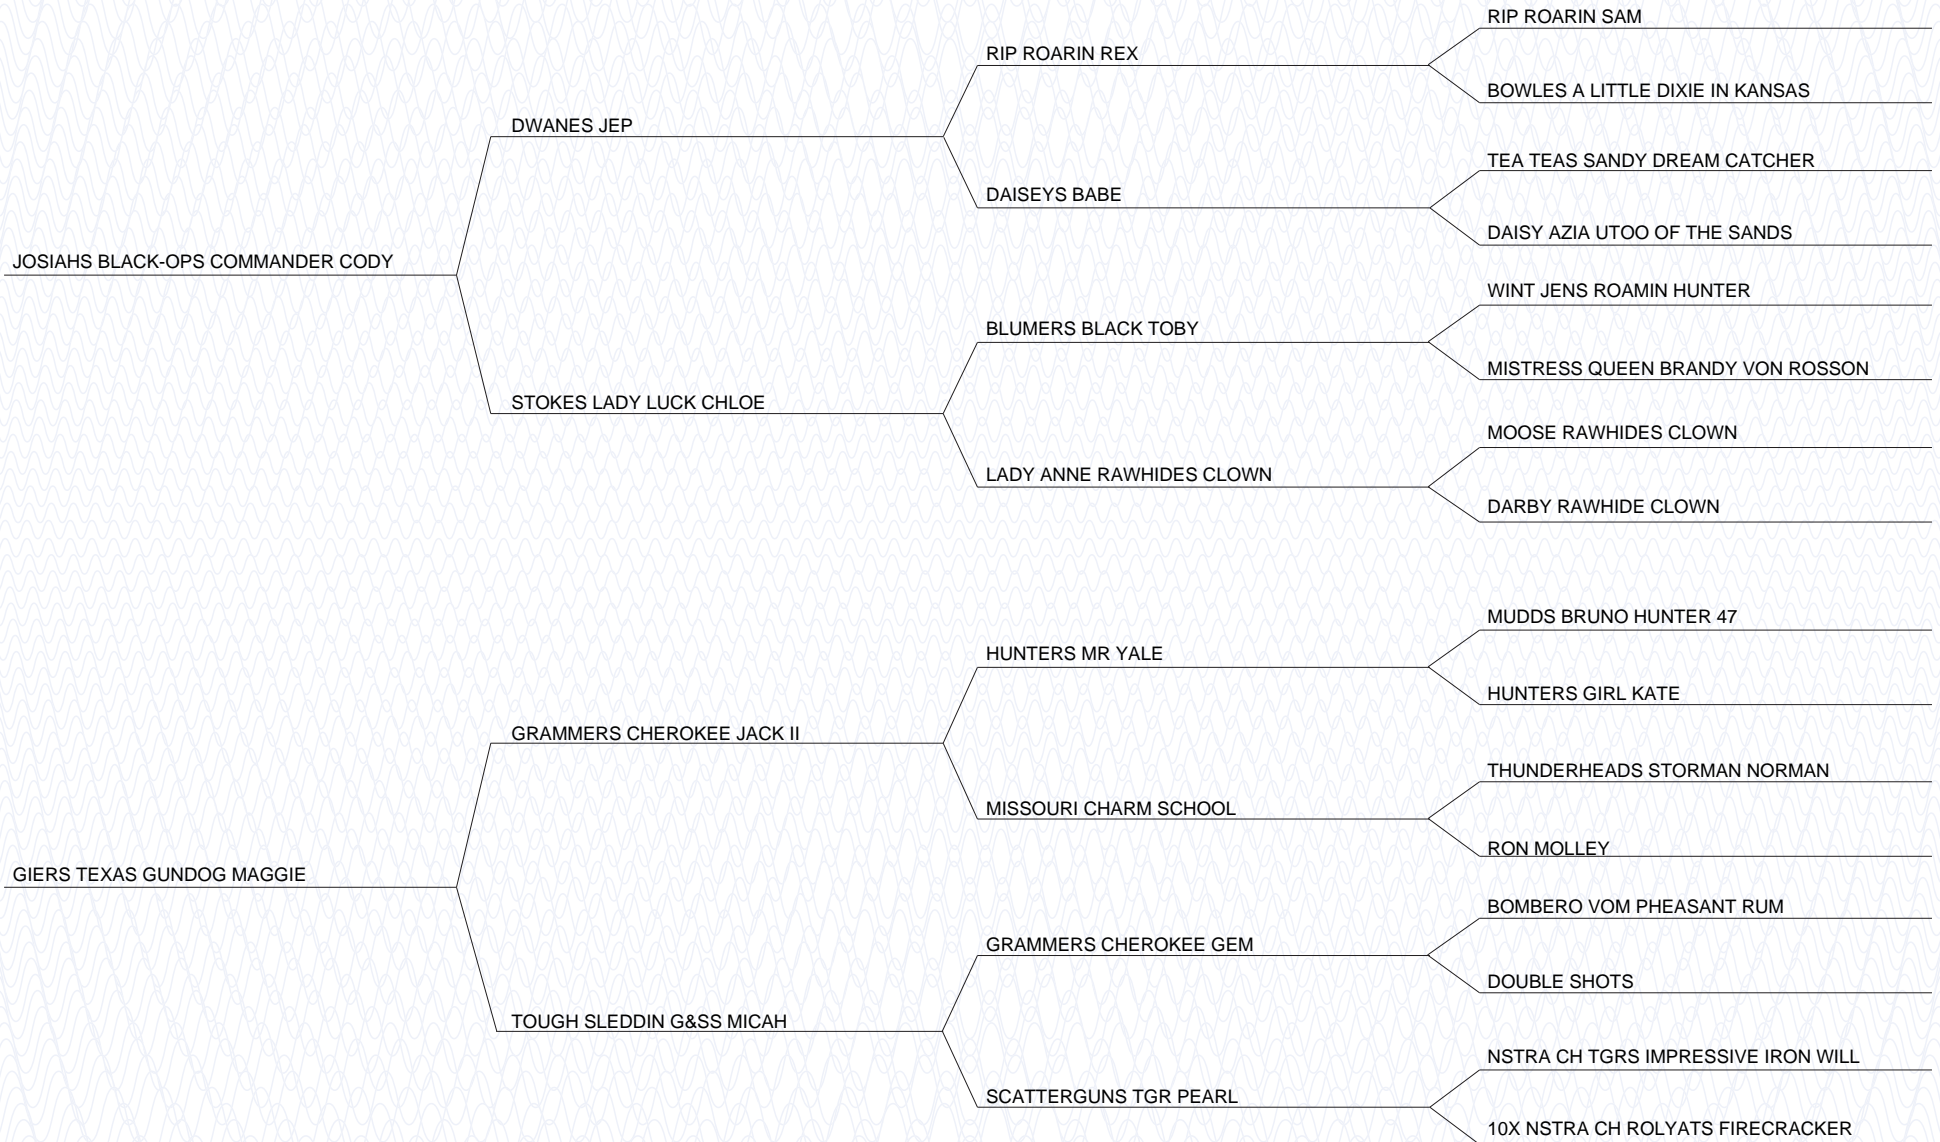 RIP ROARIN SAM
RIP ROARIN REX
BOWLES A LITTLE DIXIE IN KANSAS
DWANES JEP
TEA TEAS SANDY DREAM CATCHER
DAISEYS BABE
DAISY AZIA UTOO OF THE SANDS
JOSIAHS BLACK-OPS COMMANDER CODY
WINT JENS ROAMIN HUNTER
BLUMERS BLACK TOBY
MISTRESS QUEEN BRANDY VON ROSSON
STOKES LADY LUCK CHLOE
MOOSE RAWHIDES CLOWN
LADY ANNE RAWHIDES CLOWN
DARBY RAWHIDE CLOWN
MUDDS BRUNO HUNTER 47
HUNTERS MR YALE
HUNTERS GIRL KATE
GRAMMERS CHEROKEE JACK II
THUNDERHEADS STORMAN NORMAN
MISSOURI CHARM SCHOOL
RON MOLLEY
GIERS TEXAS GUNDOG MAGGIE
BOMBERO VOM PHEASANT RUM
GRAMMERS CHEROKEE GEM
DOUBLE SHOTS
TOUGH SLEDDIN G&SS MICAH
NSTRA CH TGRS IMPRESSIVE IRON WILL
SCATTERGUNS TGR PEARL
10X NSTRA CH ROLYATS FIRECRACKER